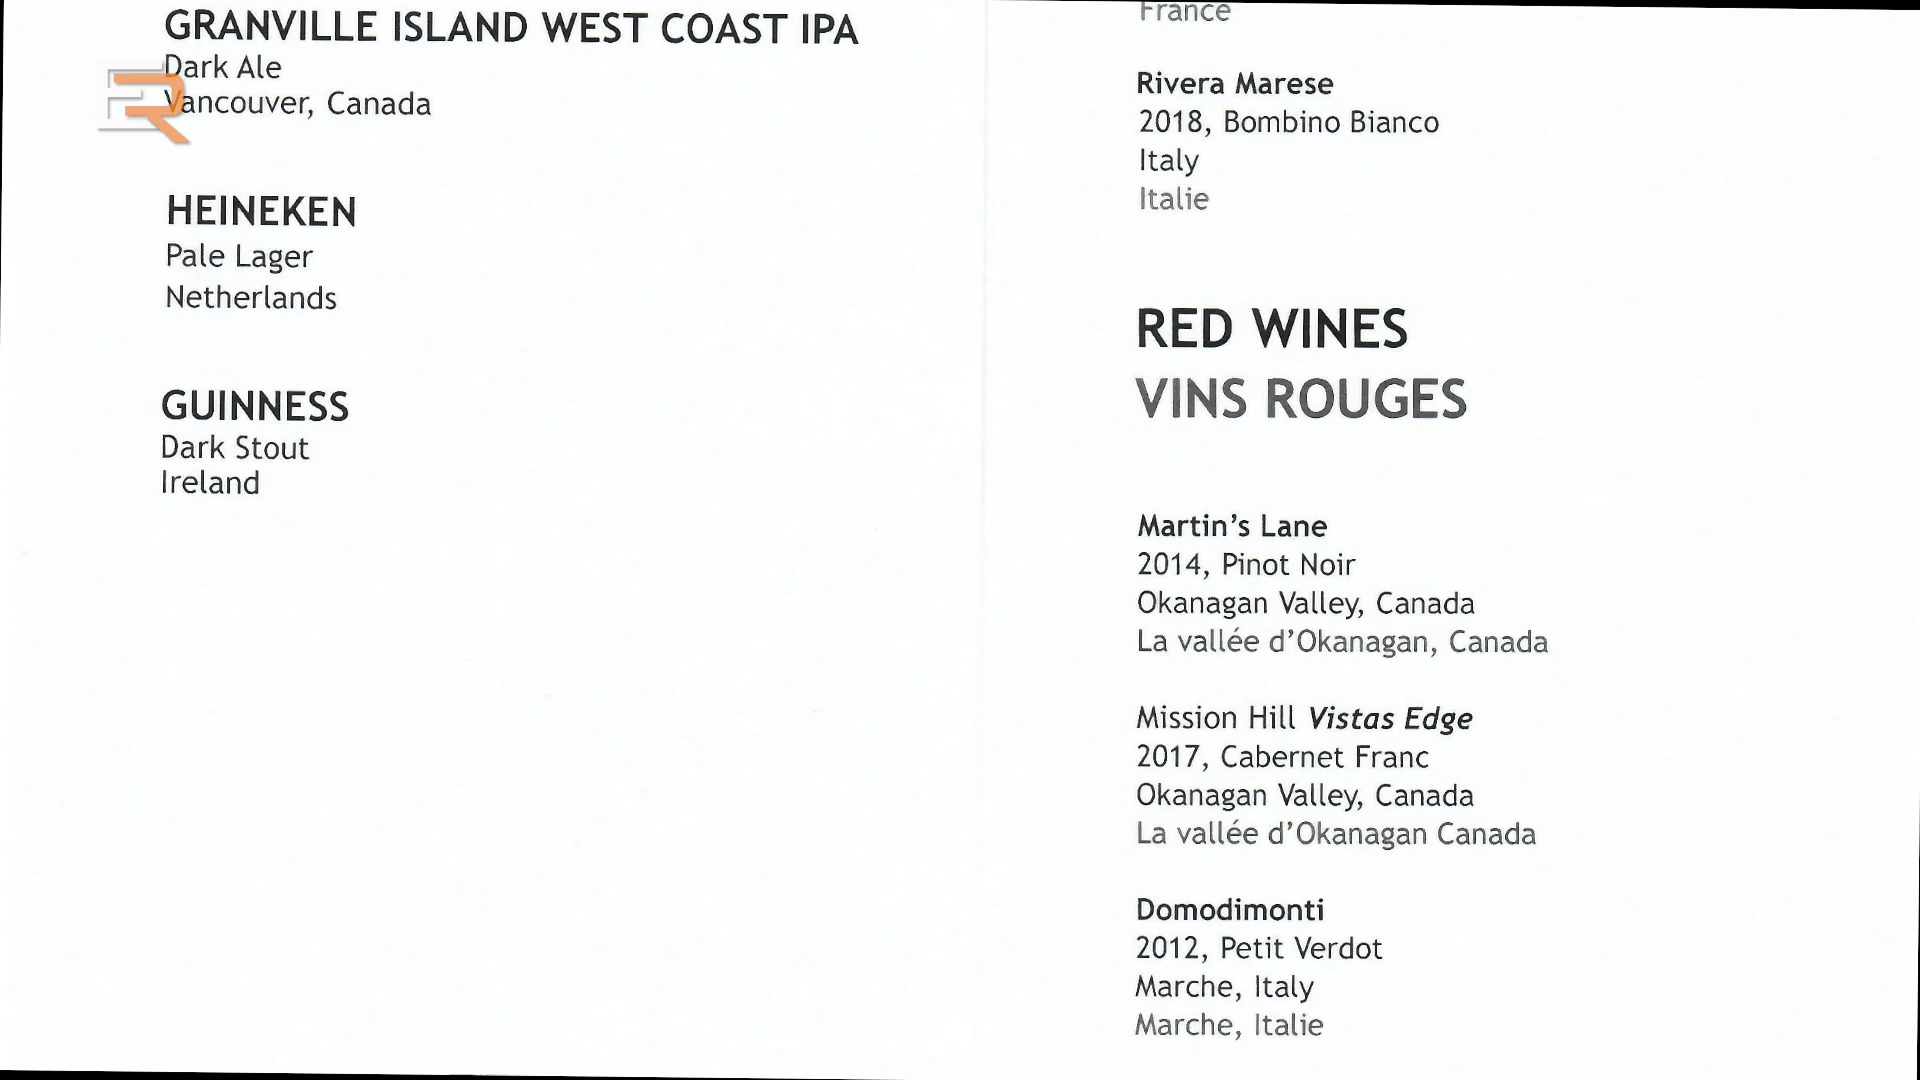 GRANVILLE ISLAND WEST COAST IPA
Dark Ale
Vancouver, Canada
HEINEKEN
Pale Lager
Netherlands
GUINNESS
Dark Stout
Ireland
France
Rivera Marese
2018, Bombino Bianco
Italy
Italie
RED WINES
VINS ROUGES
Martin's Lane
2014, Pinot Noir
Okanagan Valley, Canada
La vallée d'Okanagan, Canada
Mission Hill Vistas Edge
2017, Cabernet Franc
Okanagan Valley, Canada
La vallée d'Okanagan Canada
Domodimonti
2012, Petit Verdot
Marche, Italy
Marche, Italie